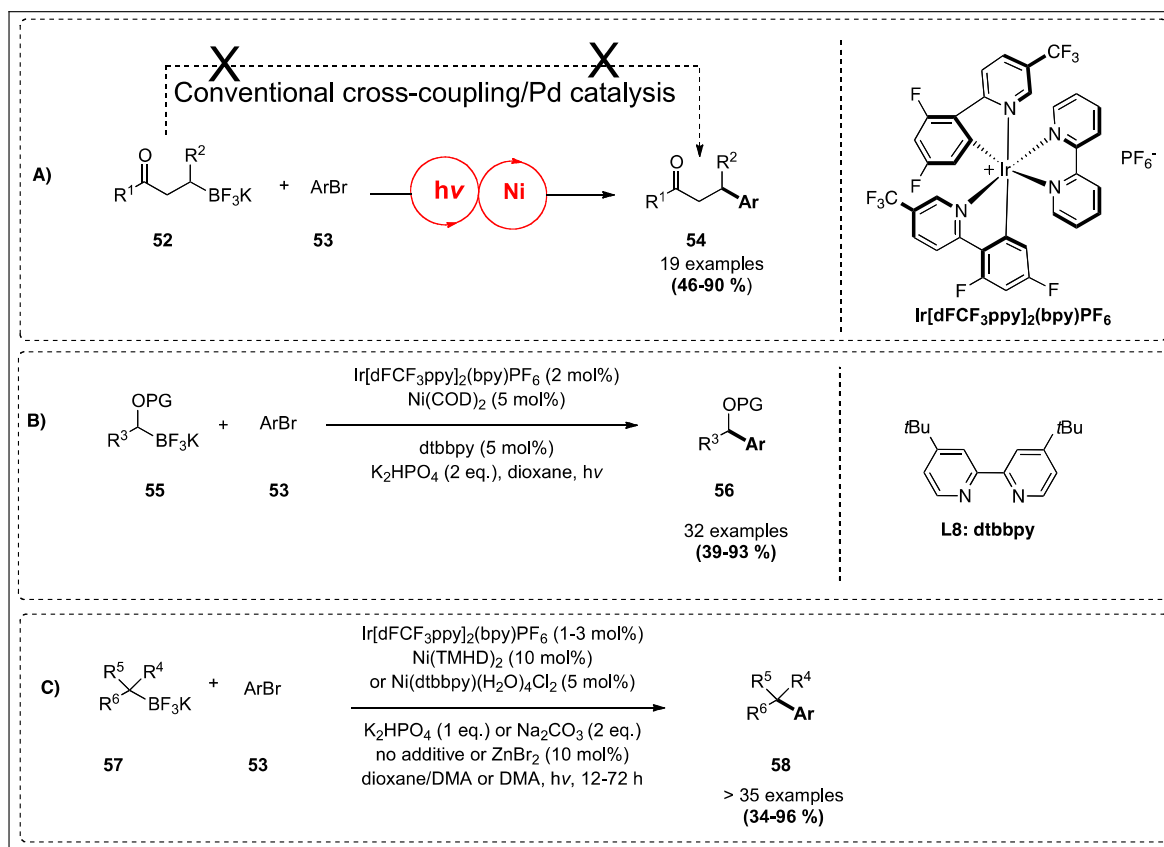 X X
Conventional cross-coupling/Pd catalysis
A)
O R² R¹ BF₃K
+ ArBr
hν Ni
O R² R¹ Ar
52 53 54
19 examples
(46-90 %)
CF₃
F N N
+Ir PF₆⁻
F N
CF₃ N
F F
Ir[dFCF₃ppy]₂(bpy)PF₆
B)
OPG
R³ BF₃K
+ ArBr
Ir[dFCF₃ppy]₂(bpy)PF₆ (2 mol%)
Ni(COD)₂ (5 mol%)
dtbbpy (5 mol%)
K₂HPO₄ (2 eq.), dioxane, hν
OPG
R³ Ar
55 53 56
32 examples
(39-93 %)
tBu tBu
N N
L8: dtbbpy
C)
R⁵ R⁴
R⁶ BF₃K
+ ArBr
Ir[dFCF₃ppy]₂(bpy)PF₆ (1-3 mol%)
Ni(TMHD)₂ (10 mol%)
or Ni(dtbbpy)(H₂O)₄Cl₂ (5 mol%)
K₂HPO₄ (1 eq.) or Na₂CO₃ (2 eq.)
no additive or ZnBr₂ (10 mol%)
dioxane/DMA or DMA, hν, 12-72 h
R⁵ R⁴
R⁶ Ar
57 53 58
> 35 examples
(34-96 %)